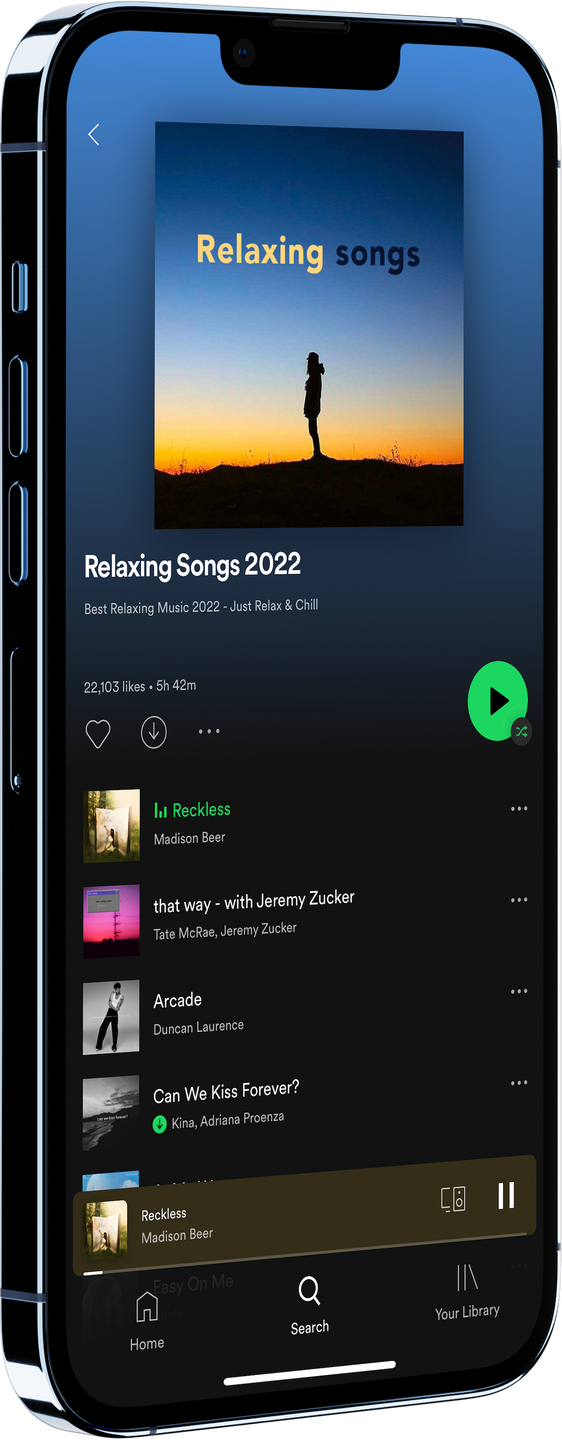 Relaxing songs
Relaxing Songs 2022
Best Relaxing Music 2022 - Just Relax & Chill
22,103 likes • 5h 42m
Reckless
Madison Beer
that way - with Jeremy Zucker
Tate McRae, Jeremy Zucker
Arcade
Duncan Laurence
Can We Kiss Forever?
Kina, Adriana Proenza
Reckless
Madison Beer
Easy On Me
Home
Search
Your Library